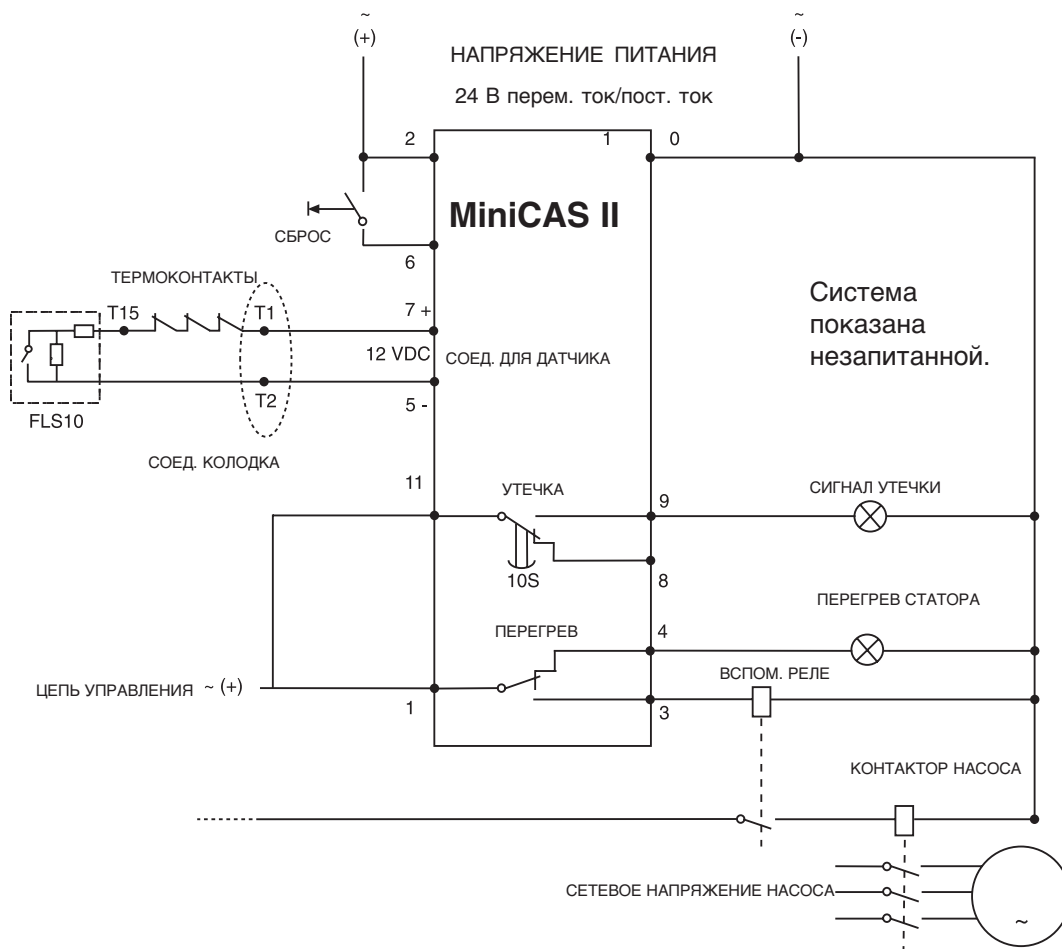 ~
(+)
~
(-)
НАПРЯЖЕНИЕ ПИТАНИЯ
24 В перем. ток/пост. ток
2
1
0
MiniCAS II
СБРОС
6
ТЕРМОКОНТАКТЫ
T15
T1
7 +
12 VDC
СОЕД. ДЛЯ ДАТЧИКА
Система
показана
незапитанной.
T2
5 -
FLS10
СОЕД. КОЛОДКА
11
УТЕЧКА
9
СИГНАЛ УТЕЧКИ
10S
8
ПЕРЕГРЕВ СТАТОРА
ПЕРЕГРЕВ
4
ВСПОМ. РЕЛЕ
ЦЕПЬ УПРАВЛЕНИЯ ~ (+)
1
3
КОНТАКТОР НАСОСА
СЕТЕВОЕ НАПРЯЖЕНИЕ НАСОСА
~